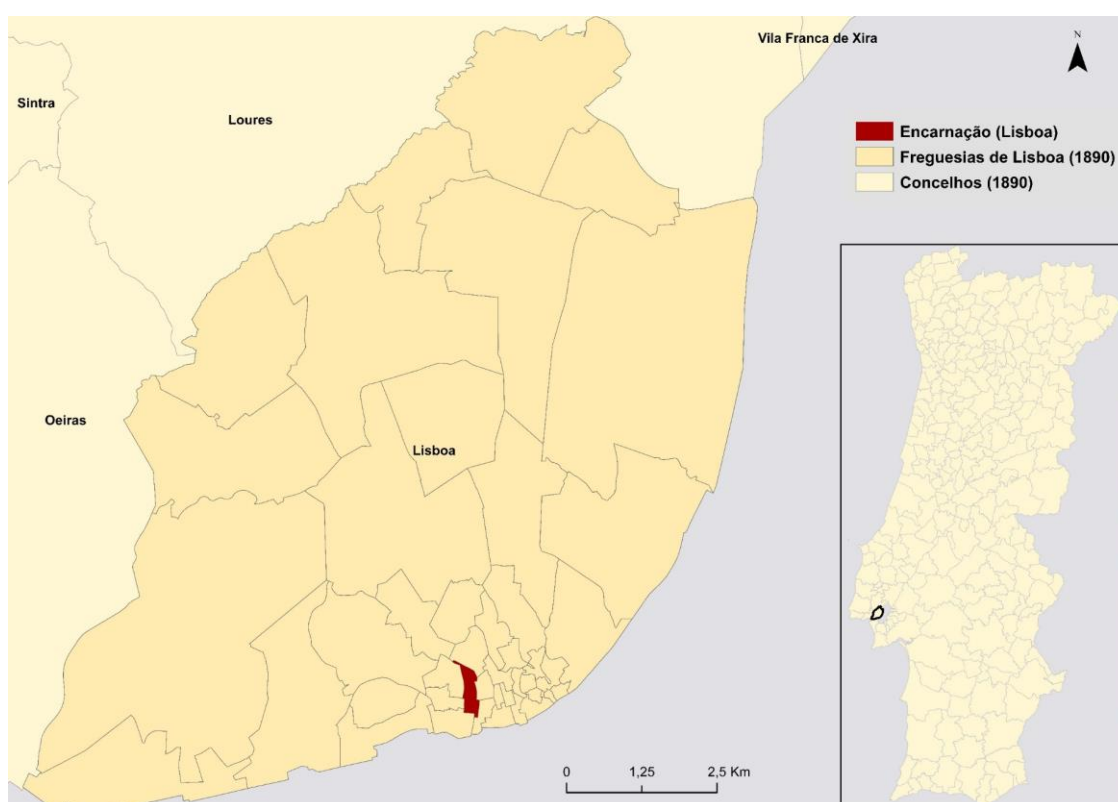 Vila Franca de Xira
N
Sintra
Loures
Encarnação (Lisboa)
Freguesias de Lisboa (1890)
Concelhos (1890)
Oeiras
Lisboa
0 1,25 2,5 Km